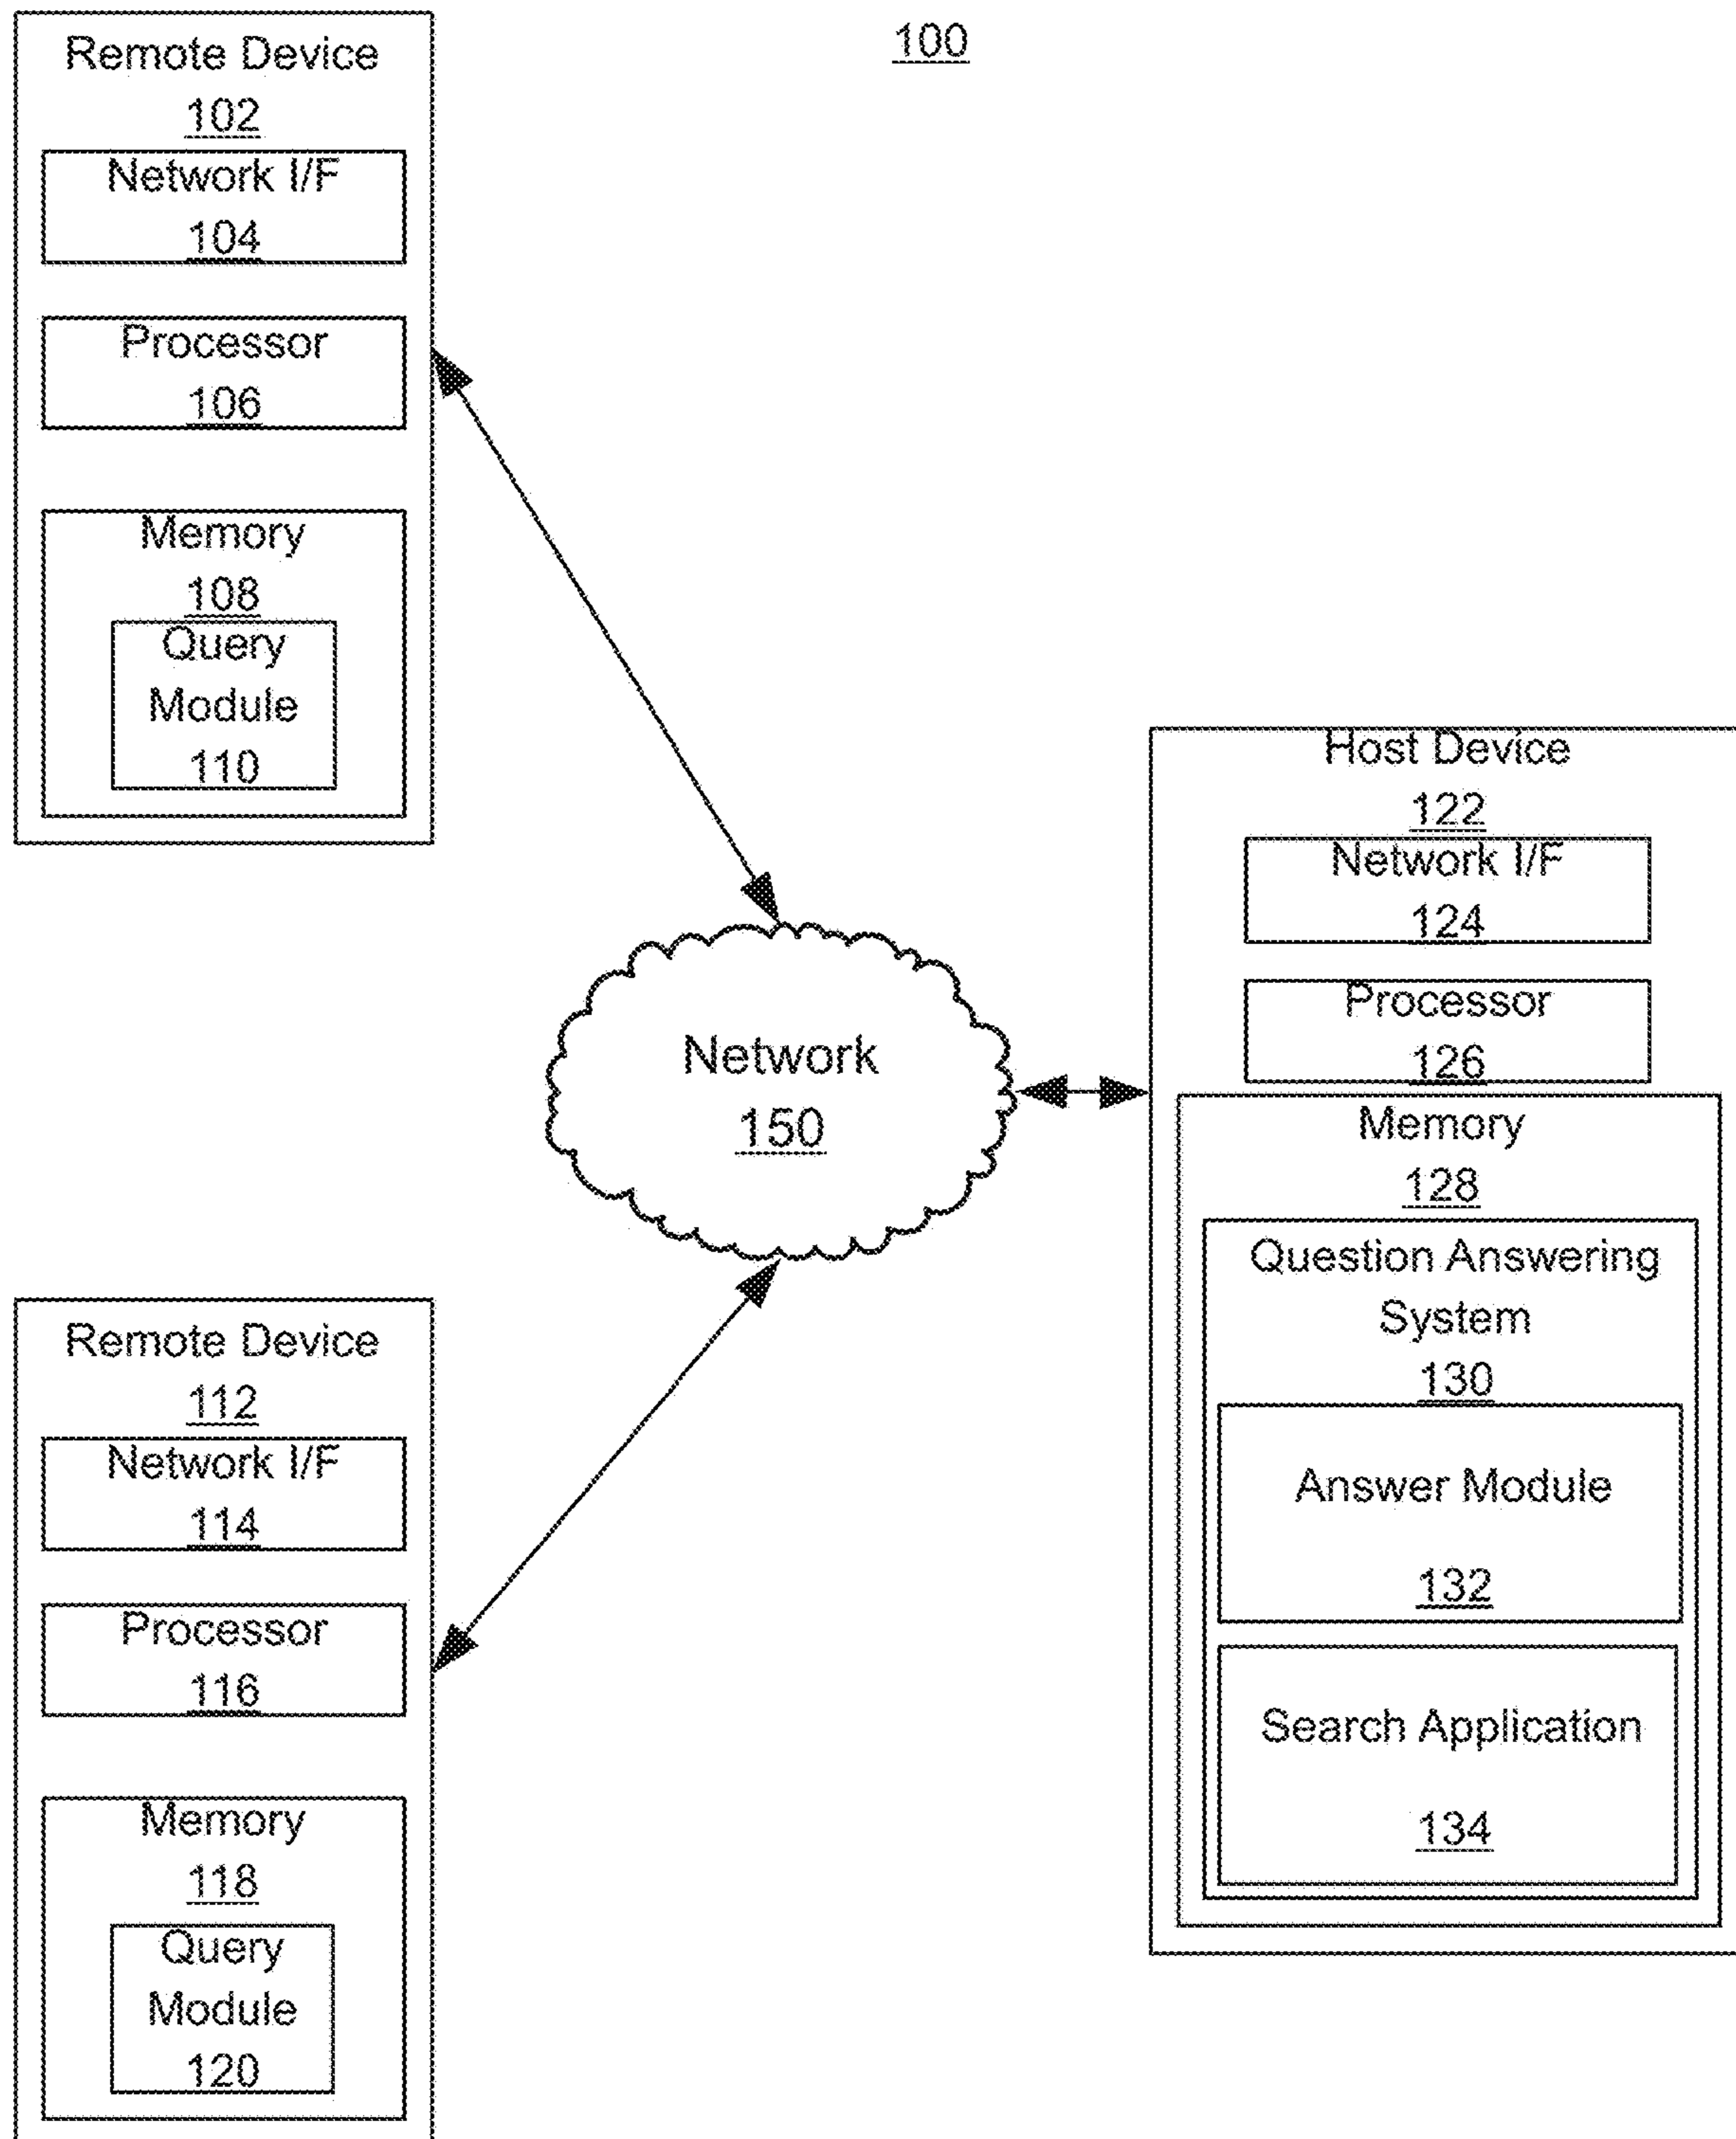 100
Remote Device
102
Network I/F
104
Processor
106
Memory
108
Query
Module
110
Network
150
Host Device
122
Network I/F
124
Processor
126
Memory
128
Question Answering
System
130
Answer Module
132
Search Application
134
Remote Device
112
Network I/F
114
Processor
116
Memory
118
Query
Module
120